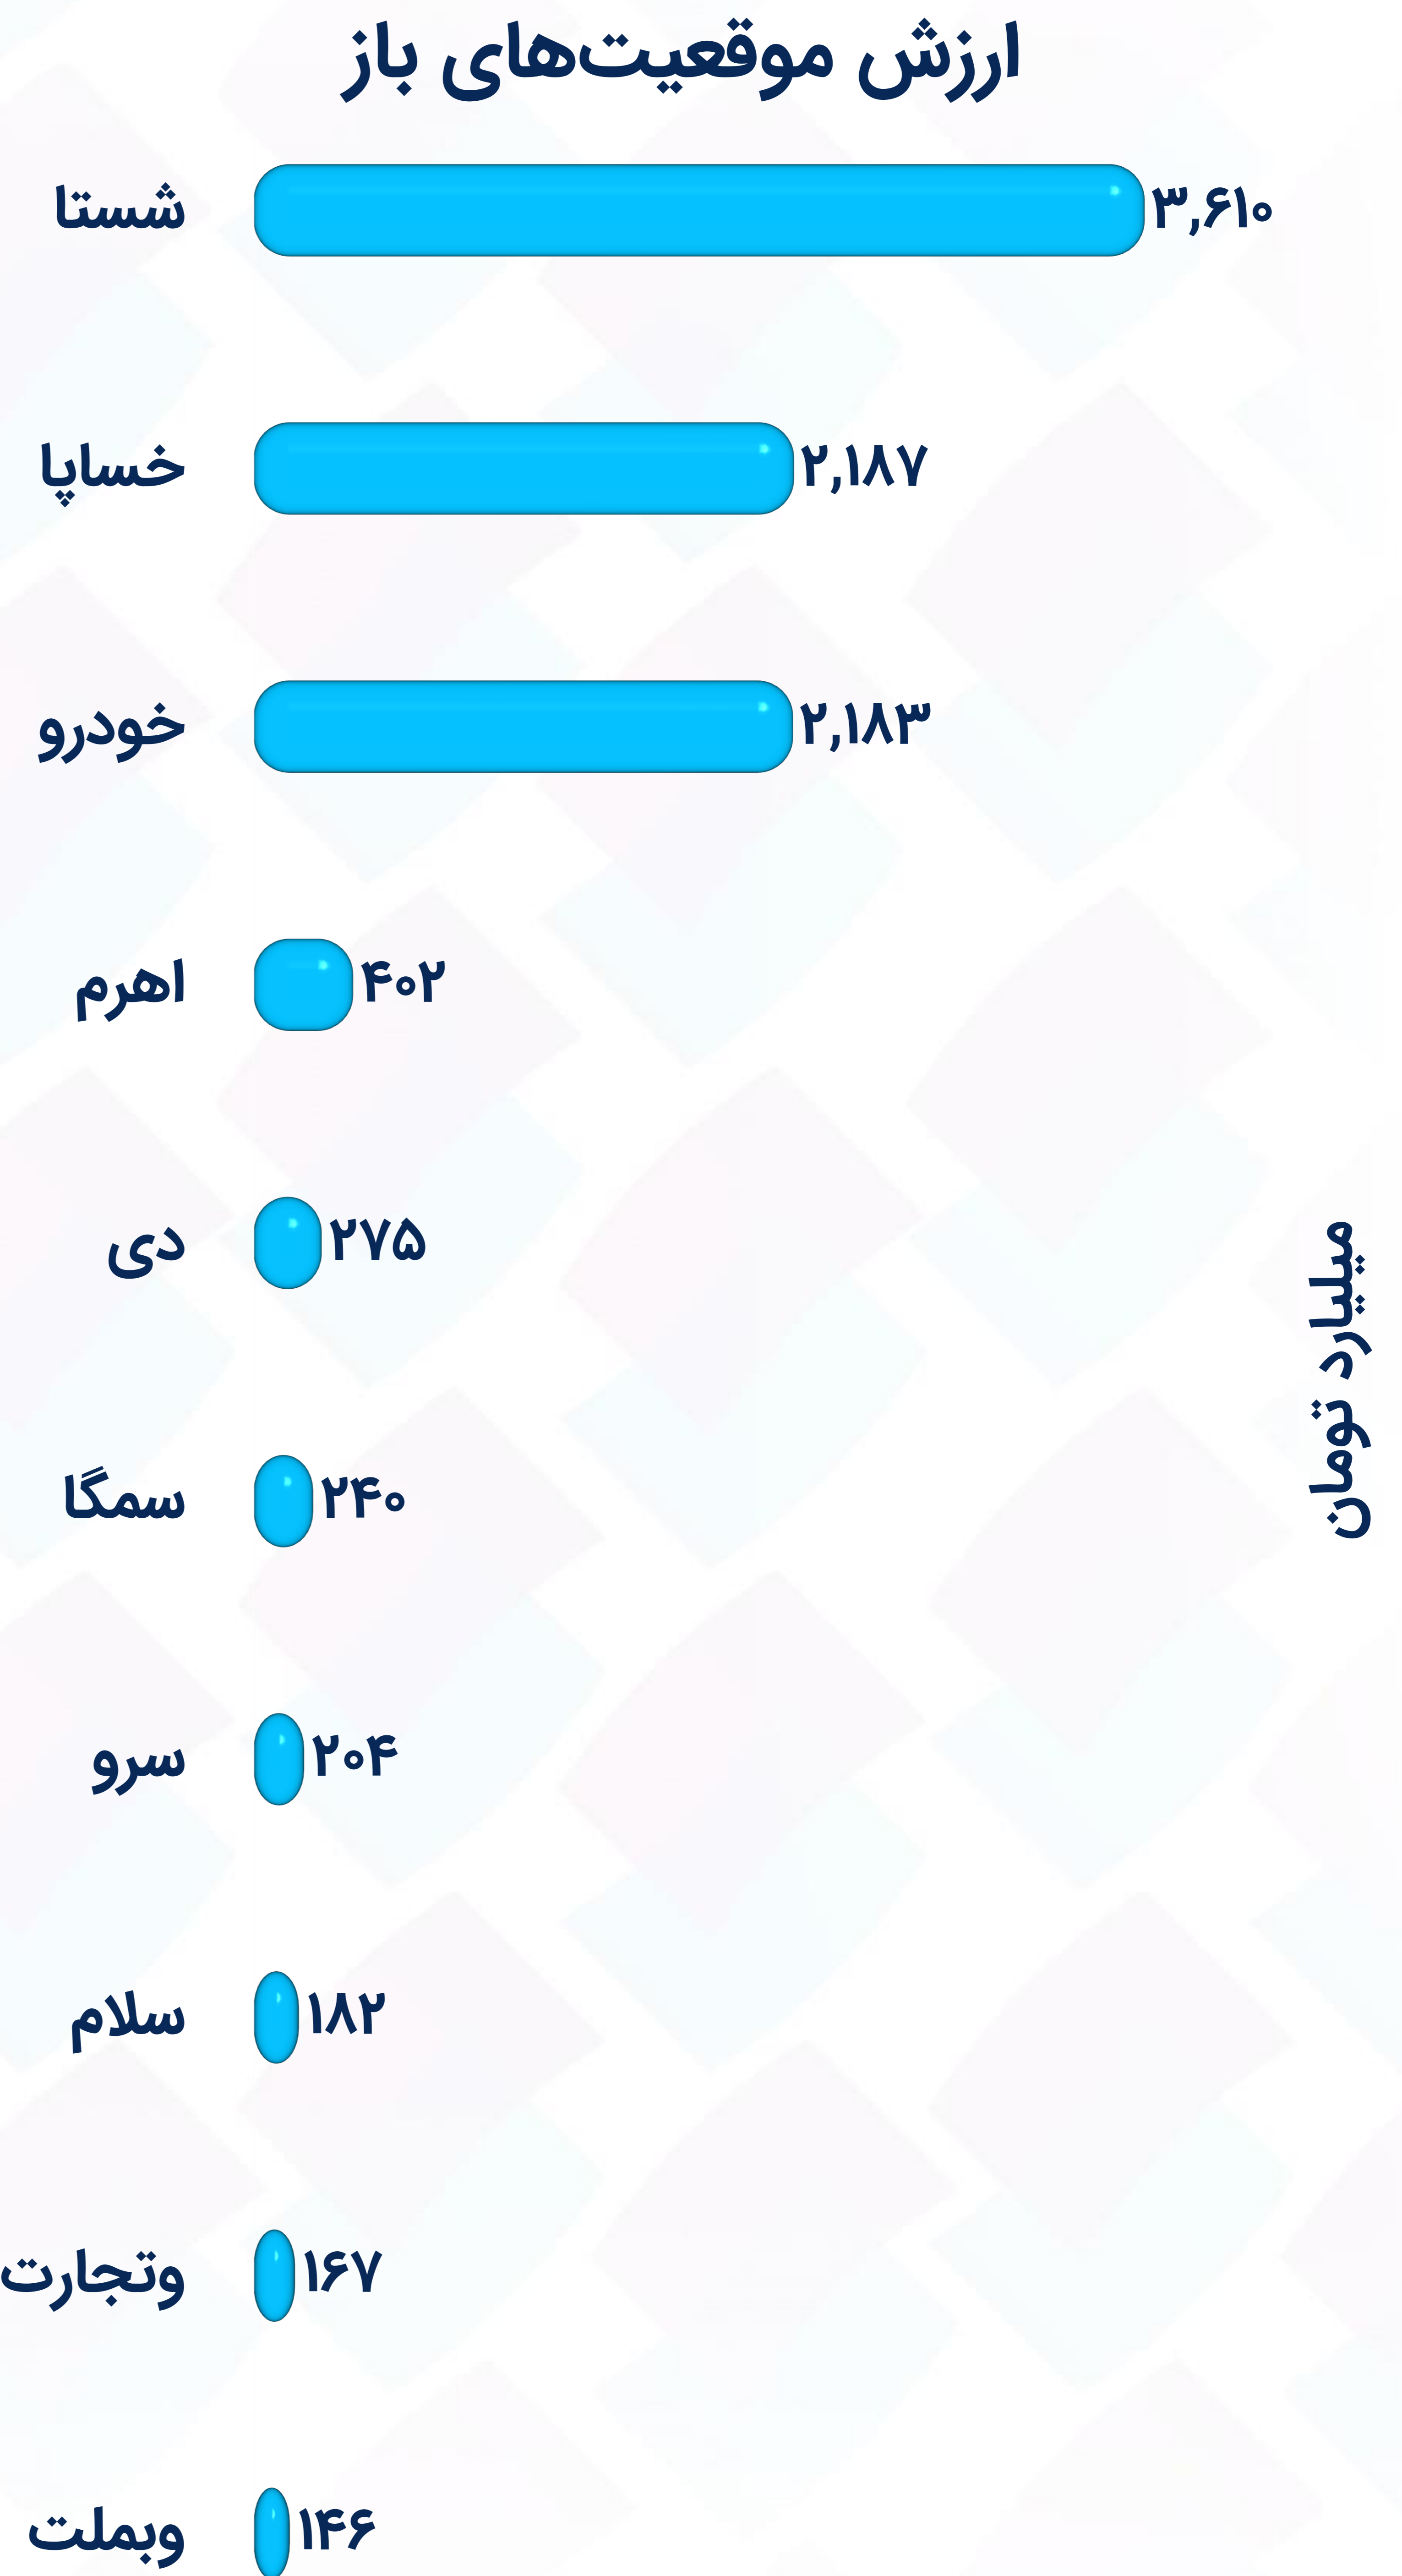 ارزش موقعیت‌های باز
شستا ۳,۶۱۰
خساپا ۲,۱۸۷
خودرو ۲,۱۸۳
اهرم ۴۰۲
دی ۲۷۵
سمگا ۲۴۰
سرو ۲۰۴
سلام ۱۸۲
وتجارت ۱۶۷
وبملت ۱۴۶
میلیارد تومان